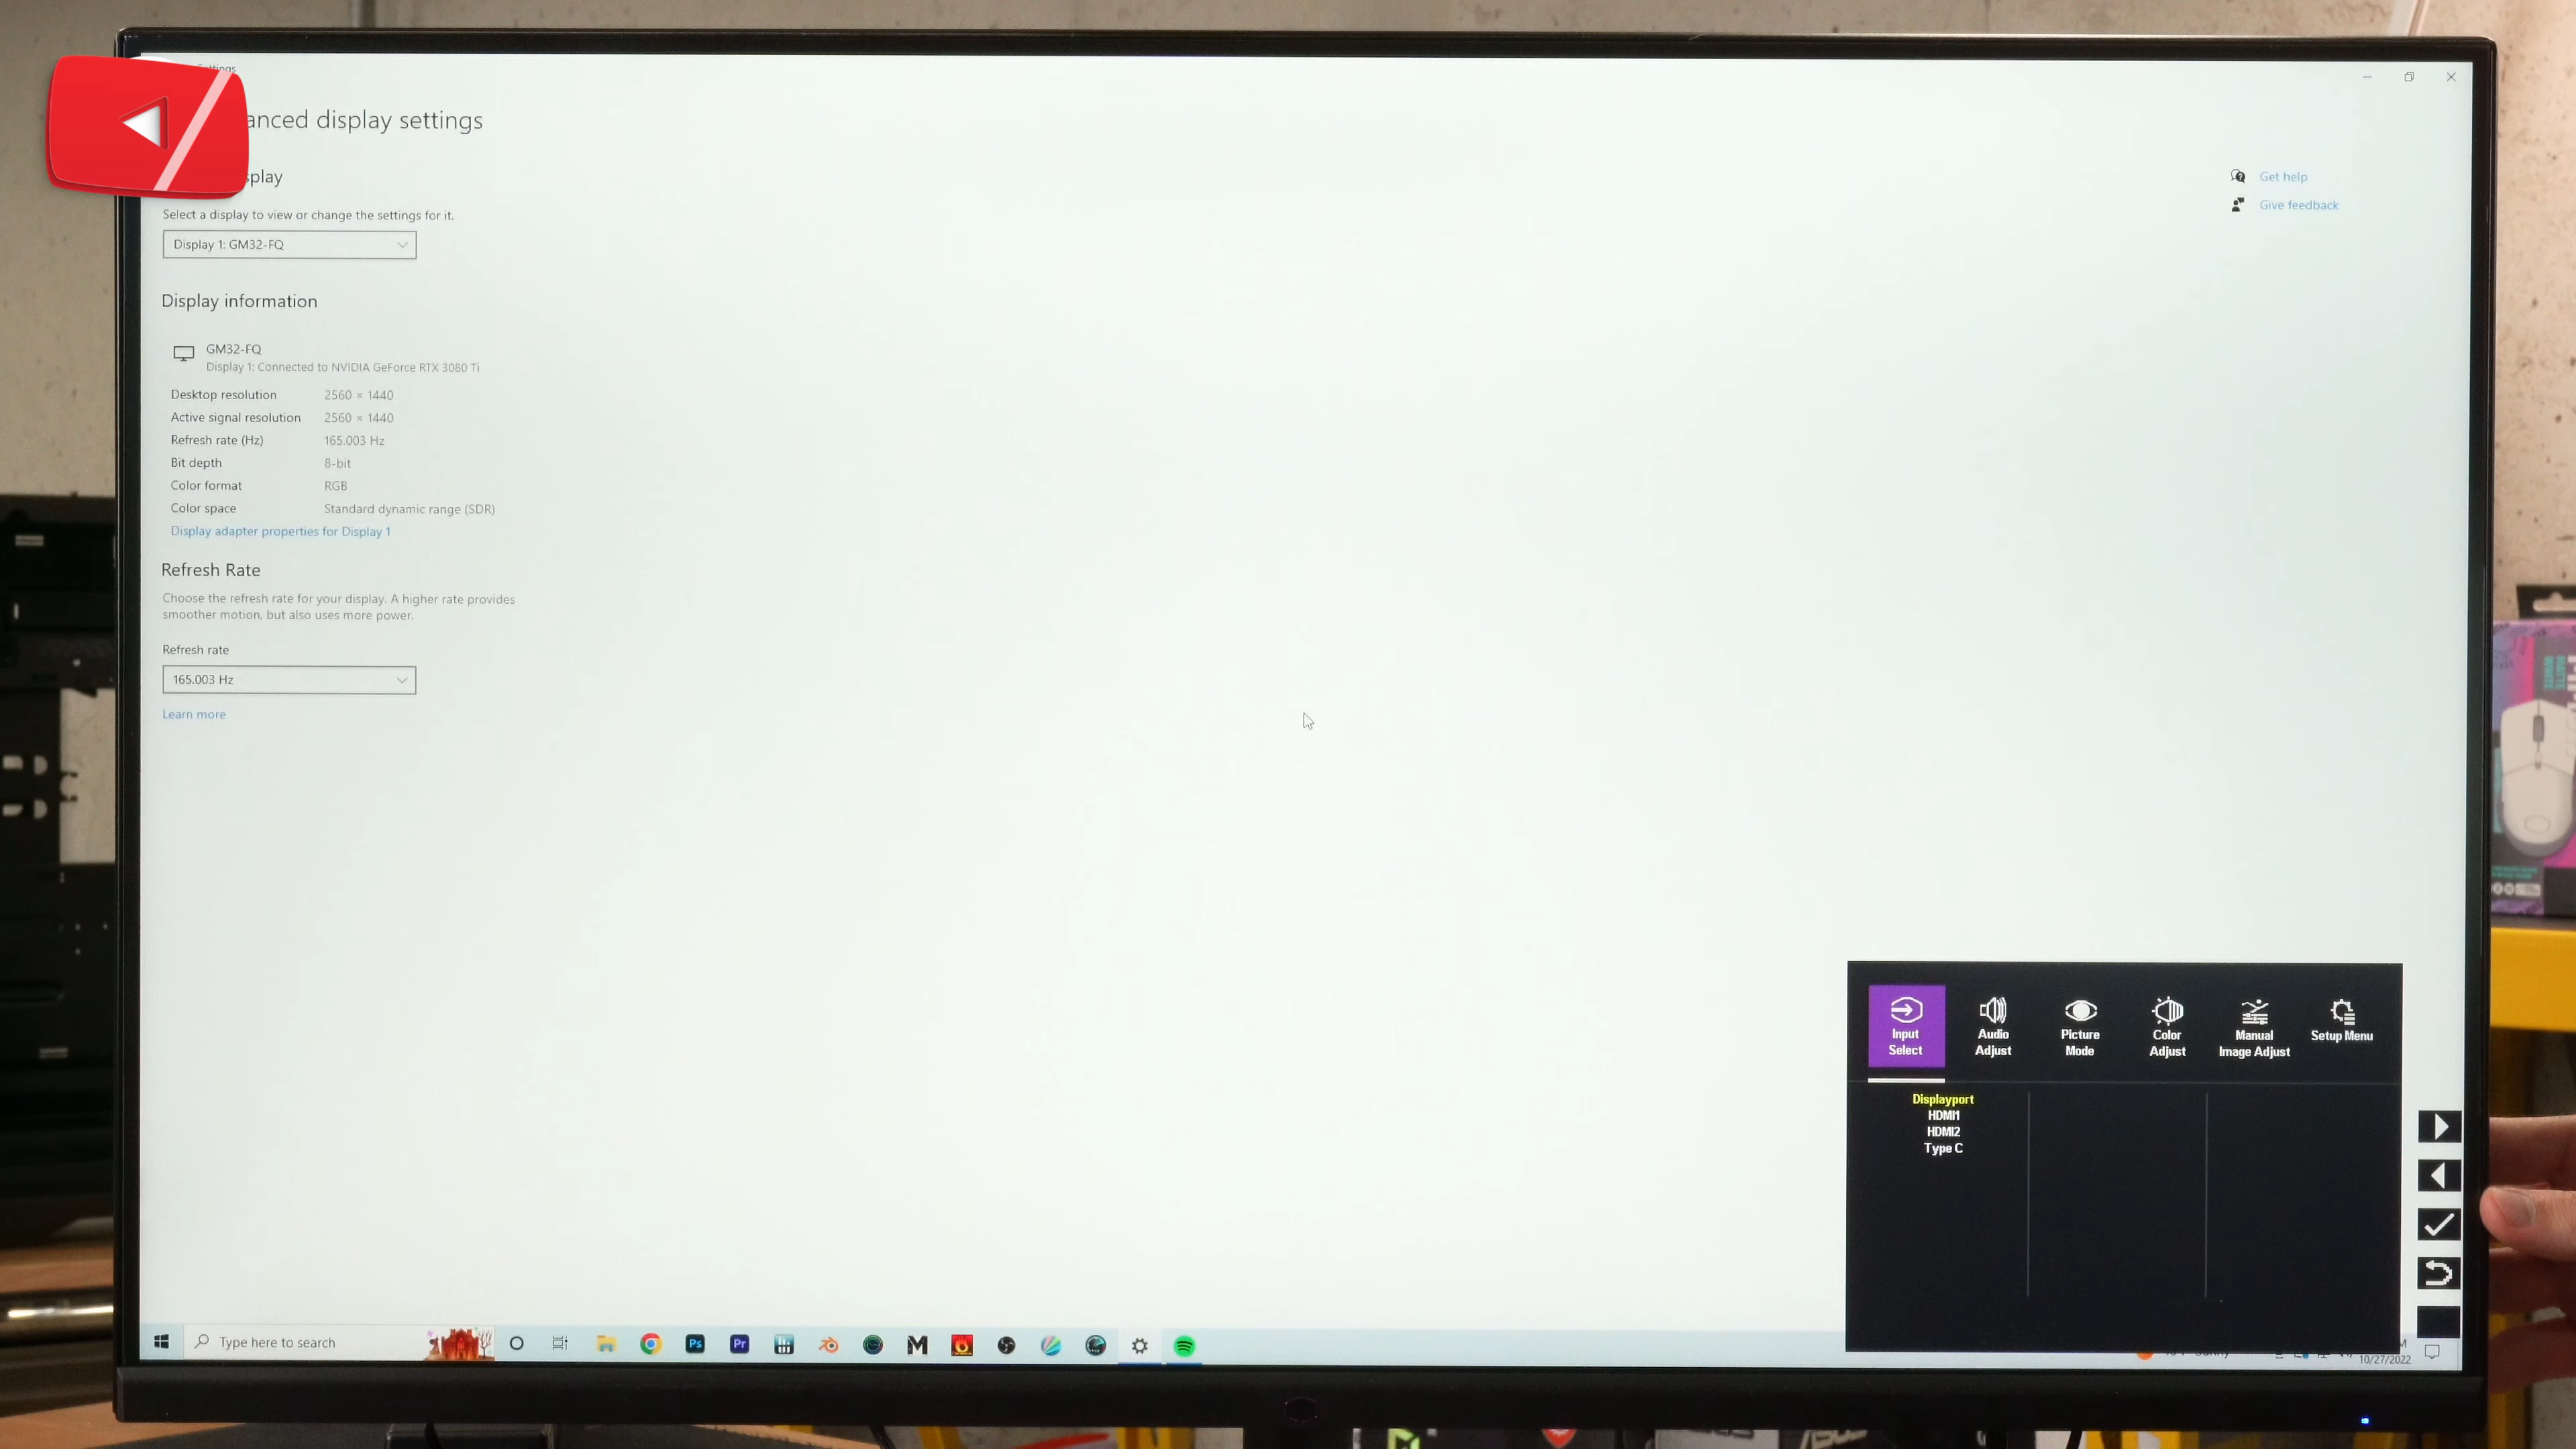 Settings
anced display settings
splay
Select a display to view or change the settings for it.
Display 1: GM32-FQ
Display information
GM32-FQ
Display 1: Connected to NVIDIA GeForce RTX 3080 Ti
Desktop resolution 2560 × 1440
Active signal resolution 2560 × 1440
Refresh rate (Hz) 165.003 Hz
Bit depth 8-bit
Color format RGB
Color space Standard dynamic range (SDR)
Display adapter properties for Display 1
Refresh Rate
Choose the refresh rate for your display. A higher rate provides
smoother motion, but also uses more power.
Refresh rate
165.003 Hz
Learn more
Get help
Give feedback
Input
Select
Audio
Adjust
Picture
Mode
Color
Adjust
Manual
Image Adjust
Setup Menu
Displayport
HDMI1
HDMI2
Type C
Type here to search
Ps
Pr
10/27/2022